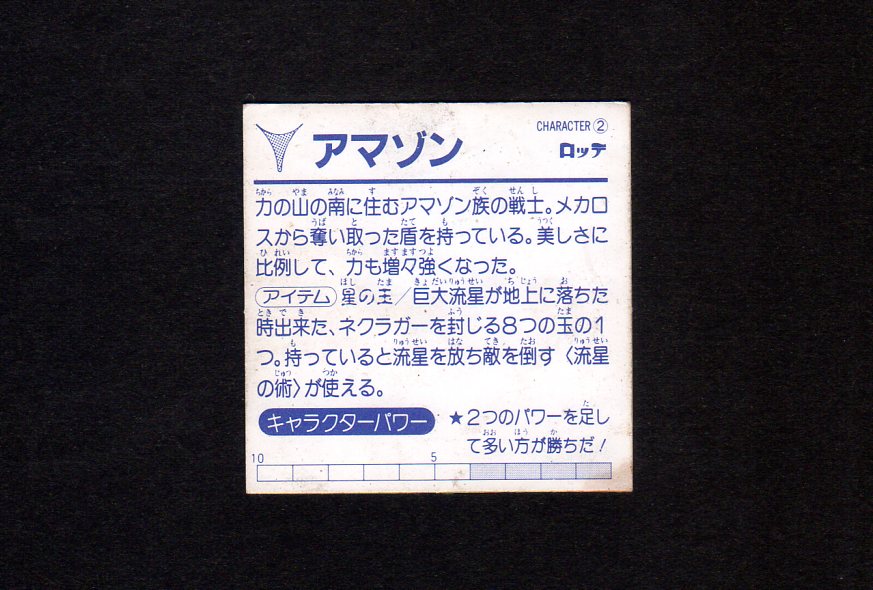 CHARACTER②
アマゾン
ロッテ
力の山の南に住むアマゾン族の戦士。メカロ
スから奪い取った盾を持っている。美しさに
比例して、力も増々強くなった。
アイテム 星の玉/巨大流星が地上に落ちた
時出来た、ネクラガーを封じる8つの玉の1
つ。持っていると流星を放ち敵を倒す〈流星
の術〉が使える。
キャラクターパワー ★2つのパワーを足し
て多い方が勝ちだ!
10 5